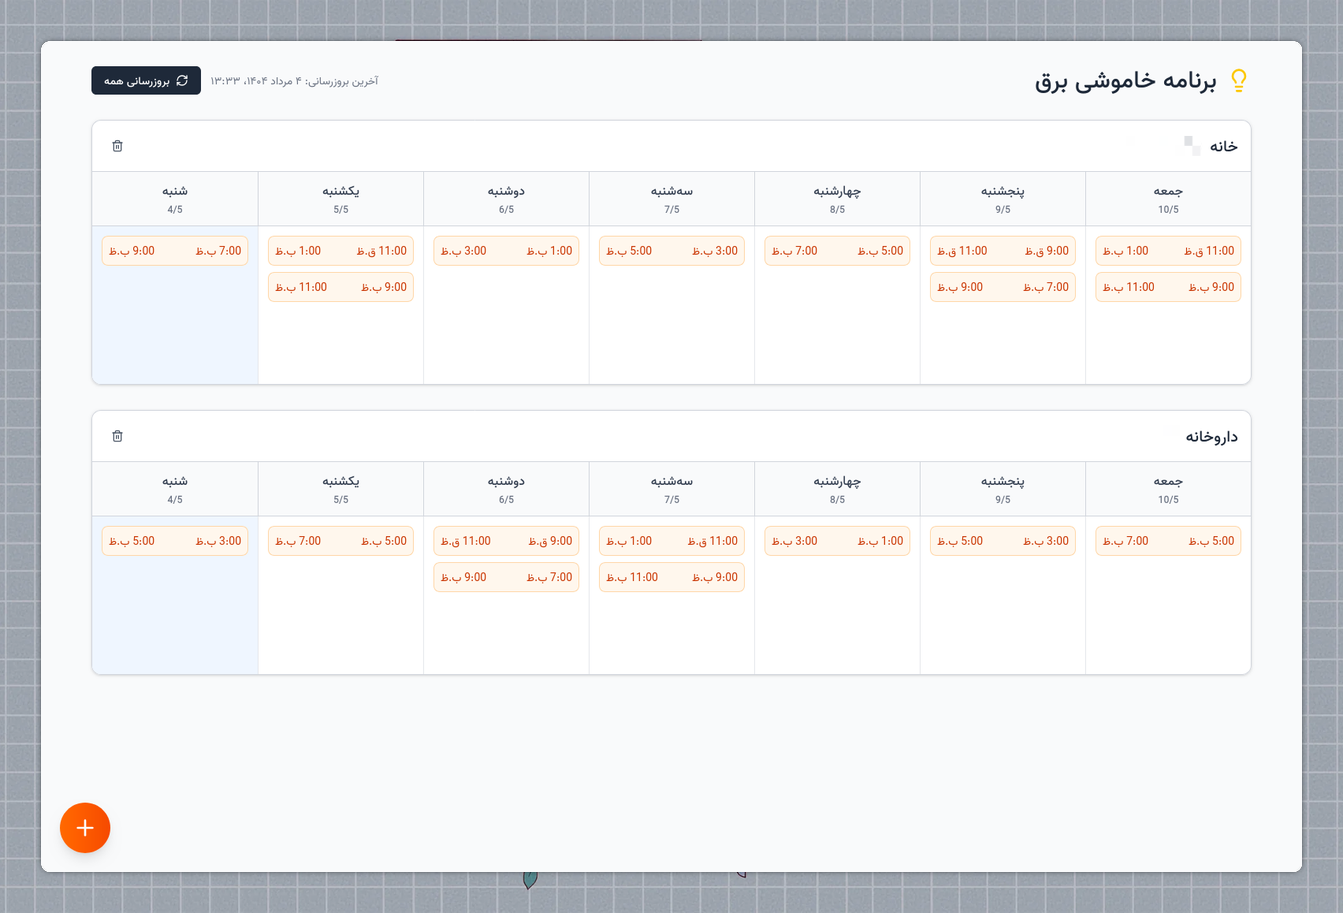 برنامه خاموشی برق
آخرین بروزرسانی: ۴ مرداد ۱۴۰۴، ۱۳:۳۳
بروزرسانی همه
خانه
جمعه پنجشنبه چهارشنبه سه‌شنبه دوشنبه یکشنبه شنبه
10/5 9/5 8/5 7/5 6/5 5/5 4/5
11:00 ق.ظ 1:00 ب.ظ 9:00 ق.ظ 11:00 ق.ظ 5:00 ب.ظ 7:00 ب.ظ 3:00 ب.ظ 5:00 ب.ظ 1:00 ب.ظ 3:00 ب.ظ 11:00 ق.ظ 1:00 ب.ظ 7:00 ب.ظ 9:00 ب.ظ
9:00 ب.ظ 11:00 ب.ظ 7:00 ب.ظ 9:00 ب.ظ 9:00 ب.ظ 11:00 ب.ظ
داروخانه
جمعه پنجشنبه چهارشنبه سه‌شنبه دوشنبه یکشنبه شنبه
10/5 9/5 8/5 7/5 6/5 5/5 4/5
5:00 ب.ظ 7:00 ب.ظ 3:00 ب.ظ 5:00 ب.ظ 1:00 ب.ظ 3:00 ب.ظ 11:00 ق.ظ 1:00 ب.ظ 9:00 ق.ظ 11:00 ق.ظ 5:00 ب.ظ 7:00 ب.ظ 3:00 ب.ظ 5:00 ب.ظ
9:00 ب.ظ 11:00 ب.ظ 7:00 ب.ظ 9:00 ب.ظ